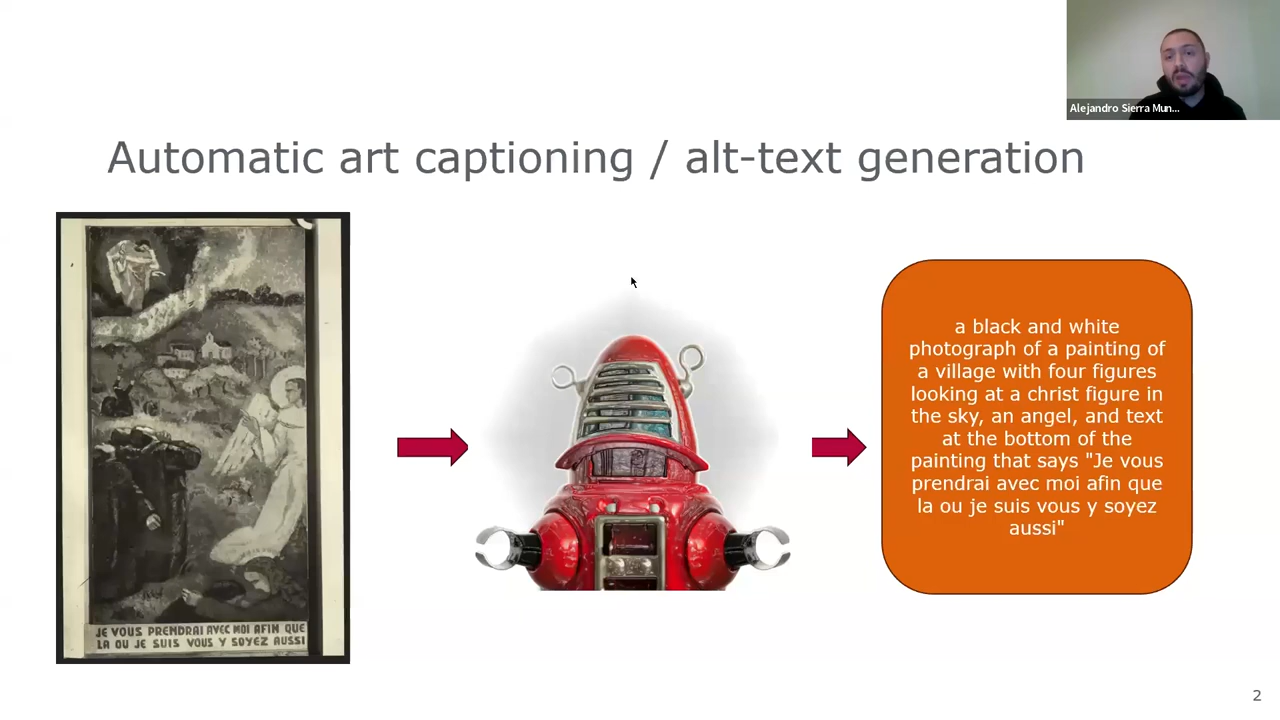 Alejandro Sierra Mun...
Automatic art captioning / alt-text generation
JE VOUS PRENDRAI AVEC MOI AFIN QUE
LA OU JE SUIS VOUS Y SOYEZ AUSSI
a black and white
photograph of a painting of
a village with four figures
looking at a christ figure in
the sky, an angel, and text
at the bottom of the
painting that says "Je vous
prendrai avec moi afin que
la ou je suis vous y soyez
aussi"
2